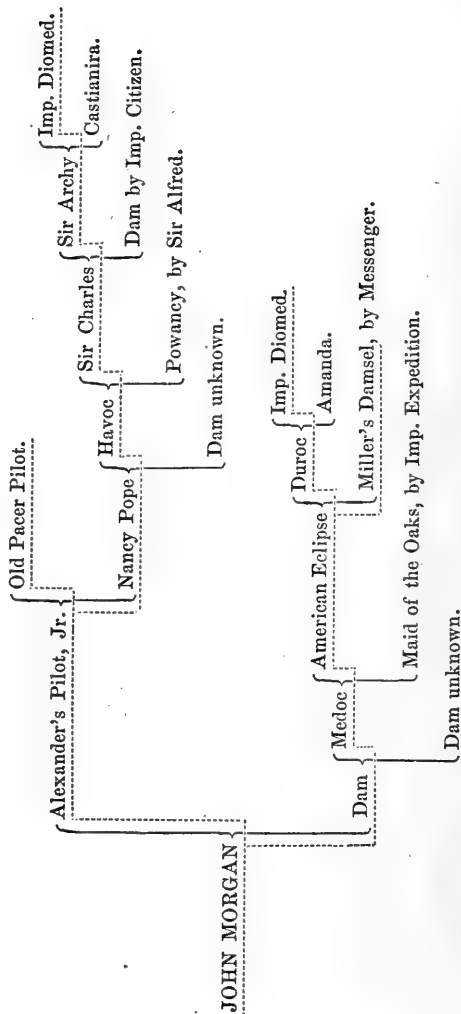 JOHN MORGAN
Alexander's Pilot, Jr.
Old Pacer Pilot.
Nancy Pope
Havoc
Sir Charles
Sir Archy
Imp. Diomed.
Castianira.
Dam by Imp. Citizen.
Powancy, by Sir Alfred.
Dam unknown.
Dam
Medoc
American Eclipse
Duroc
Imp. Diomed.
Amanda.
Miller's Damsel, by Messenger.
Maid of the Oaks, by Imp. Expedition.
Dam unknown.